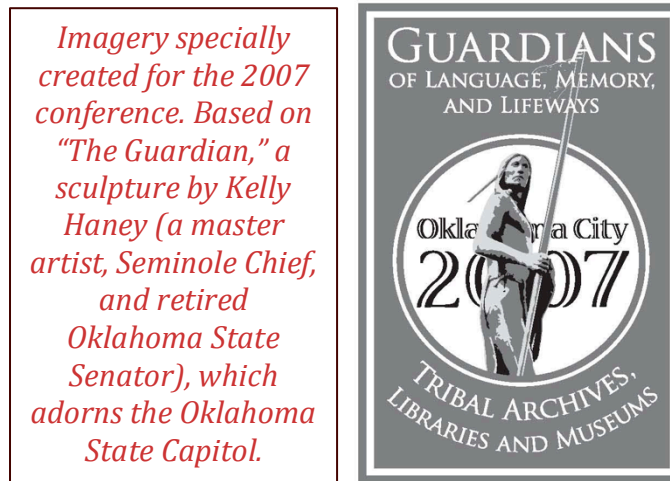 Imagery specially
created for the 2007
conference. Based on
“The Guardian,” a
sculpture by Kelly
Haney (a master
artist, Seminole Chief,
and retired
Oklahoma State
Senator), which
adorns the Oklahoma
State Capitol.
GUARDIANS
OF LANGUAGE, MEMORY,
AND LIFEWAYS
Okla ma City
2007
TRIBAL ARCHIVES,
LIBRARIES AND MUSEUMS